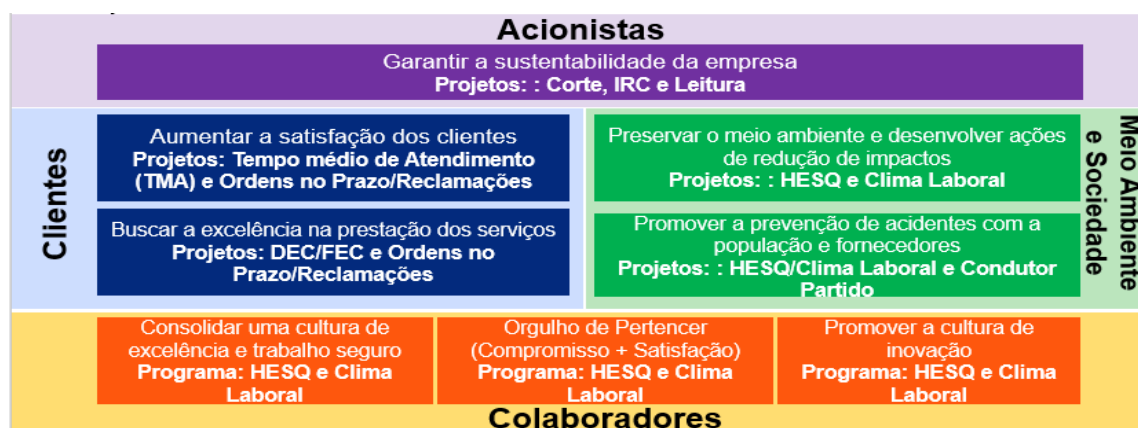 Acionistas
Garantir a sustentabilidade da empresa
Projetos: : Corte, IRC e Leitura
Clientes
Aumentar a satisfação dos clientes
Projetos: Tempo médio de Atendimento
(TMA) e Ordens no Prazo/Reclamações
Buscar a excelência na prestação dos serviços
Projetos: DEC/FEC e Ordens no
Prazo/Reclamações
Preservar o meio ambiente e desenvolver ações
de redução de impactos
Projetos: : HESQ e Clima Laboral
Promover a prevenção de acidentes com a
população e fornecedores
Projetos: : HESQ/Clima Laboral e Condutor
Partido
Meio Ambiente
e Sociedade
Consolidar uma cultura de
excelência e trabalho seguro
Programa: HESQ e Clima
Laboral
Orgulho de Pertencer
(Compromisso + Satisfação)
Programa: HESQ e Clima
Laboral
Promover a cultura de
inovação
Programa: HESQ e Clima
Laboral
Colaboradores